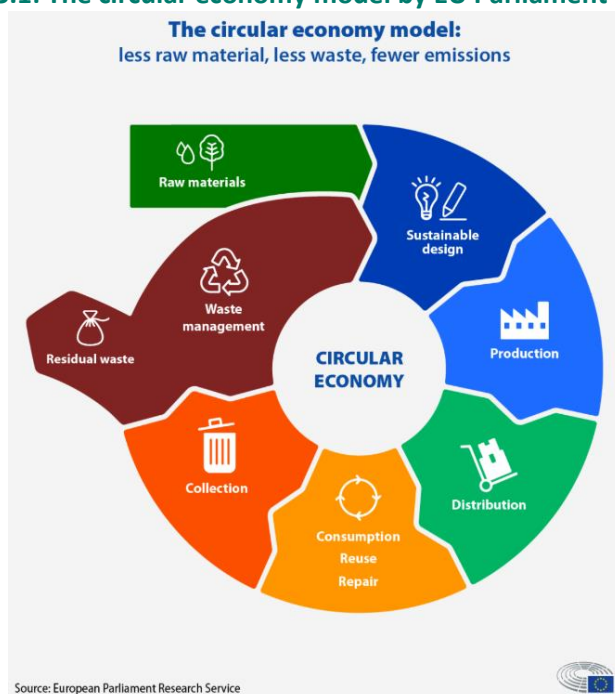 .1: The circular economy model by EU Parliament
The circular economy model:
less raw material, less waste, fewer emissions
Raw materials
Sustainable
design
Waste
management
Residual waste
Production
CIRCULAR
ECONOMY
Collection
Distribution
Consumption
Reuse
Repair
Source: European Parliament Research Service